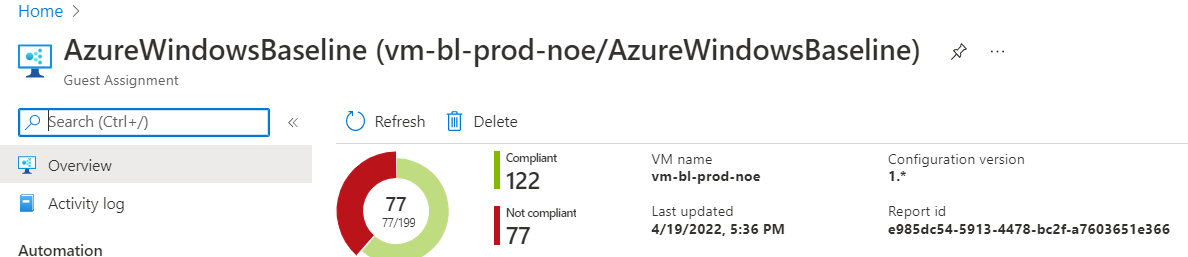 Home
AzureWindowsBaseline (vm-bl-prod-noe/AzureWindowsBaseline)
Guest Assignment
Search (Ctrl+/)
Refresh
Delete
Overview
Activity log
Automation
77
77/199
Compliant
122
Not compliant
77
VM name
vm-bl-prod-noe
Last updated
4/19/2022, 5:36 PM
Configuration version
1.*
Report id
e985dc54-5913-4478-bc2f-a7603651e366